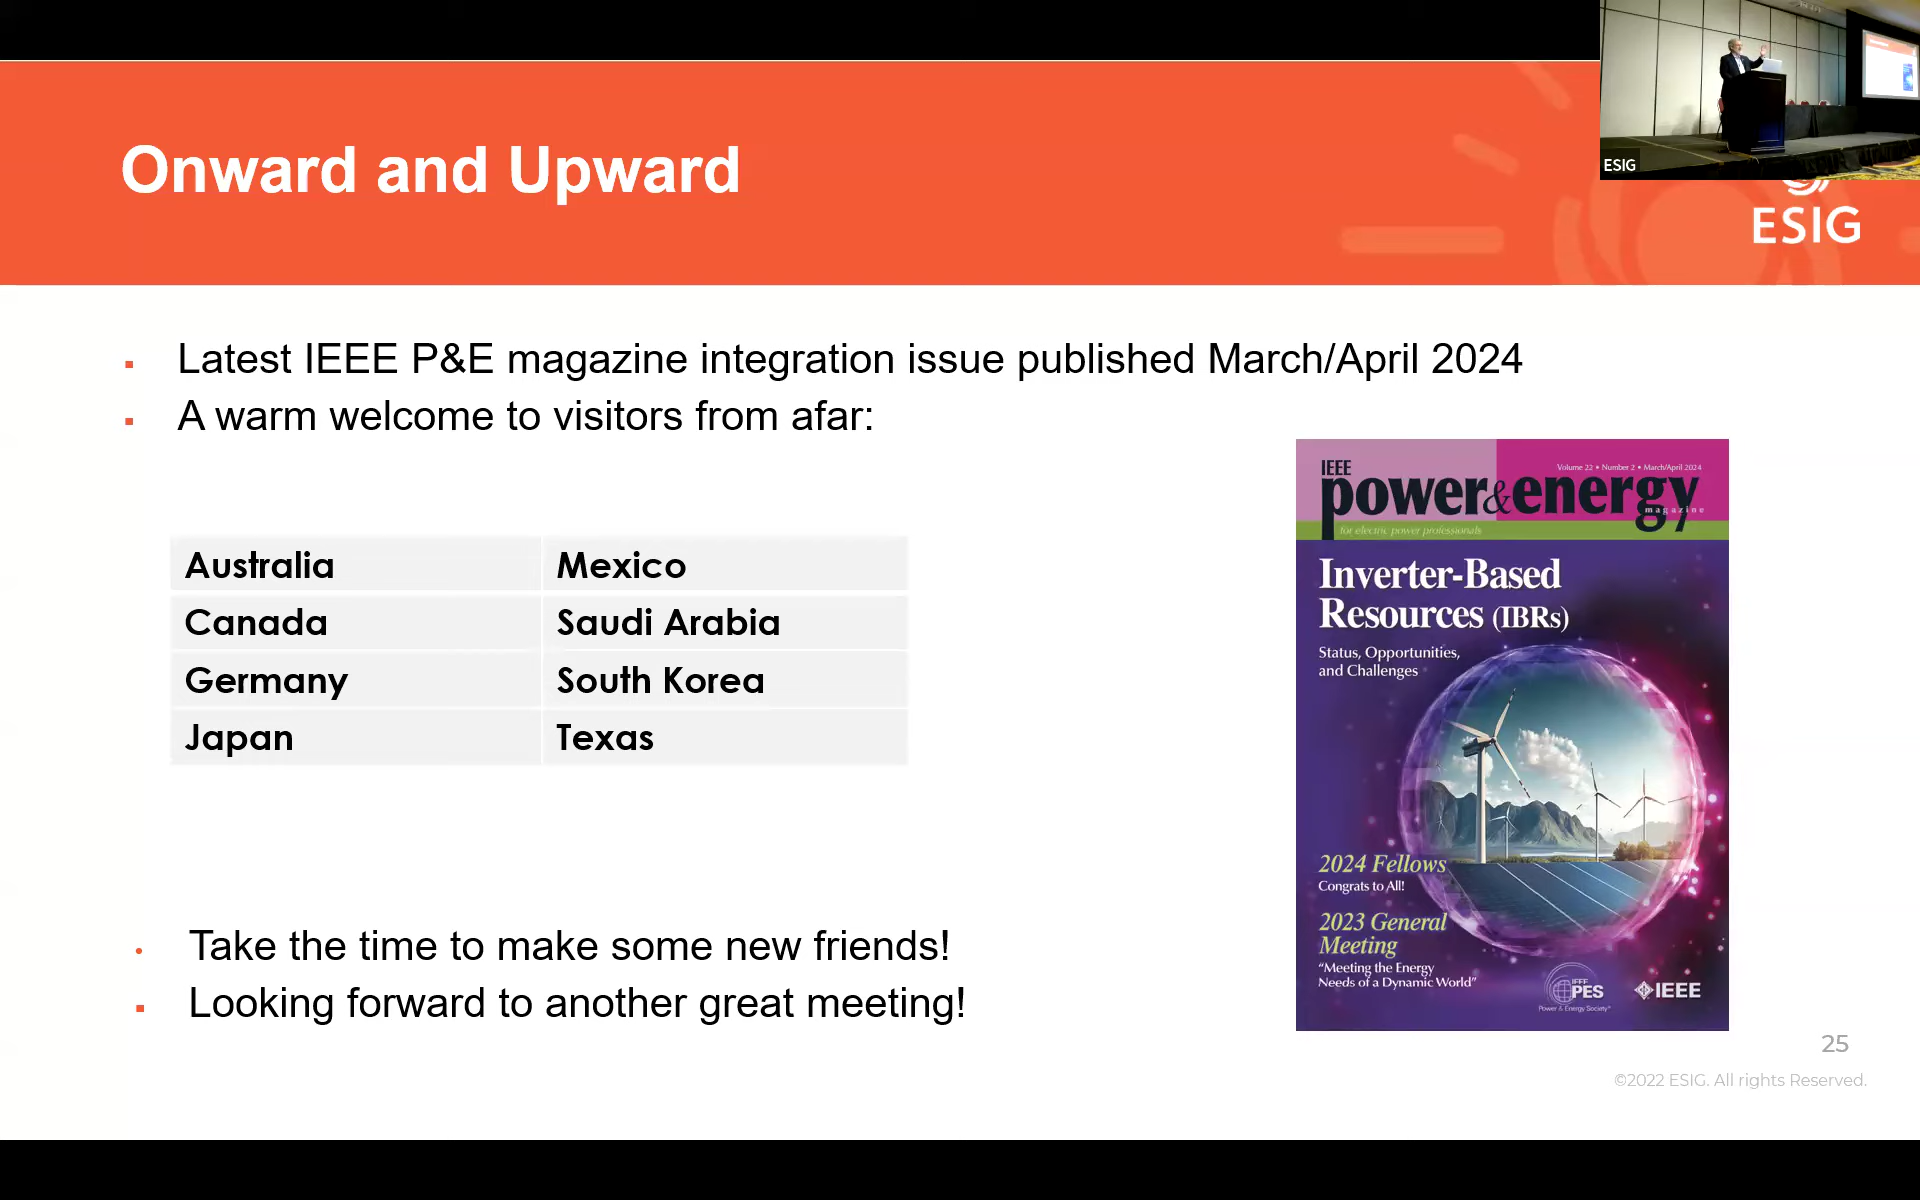 ESIG
Onward and Upward
ESIG
Latest IEEE P&E magazine integration issue published March/April 2024
A warm welcome to visitors from afar:
Australia Mexico
Canada Saudi Arabia
Germany South Korea
Japan Texas
Take the time to make some new friends!
Looking forward to another great meeting!
IEEE
Volume 22 • Number 2 • March/April 2024
power&energy
magazine
for electric power professionals
Inverter-Based
Resources (IBRs)
Status, Opportunities,
and Challenges
2024 Fellows
Congrats to All!
2023 General
Meeting
“Meeting the Energy
Needs of a Dynamic World”
IEEE
PES
Power & Energy Society®
IEEE
25
©2022 ESIG. All rights Reserved.